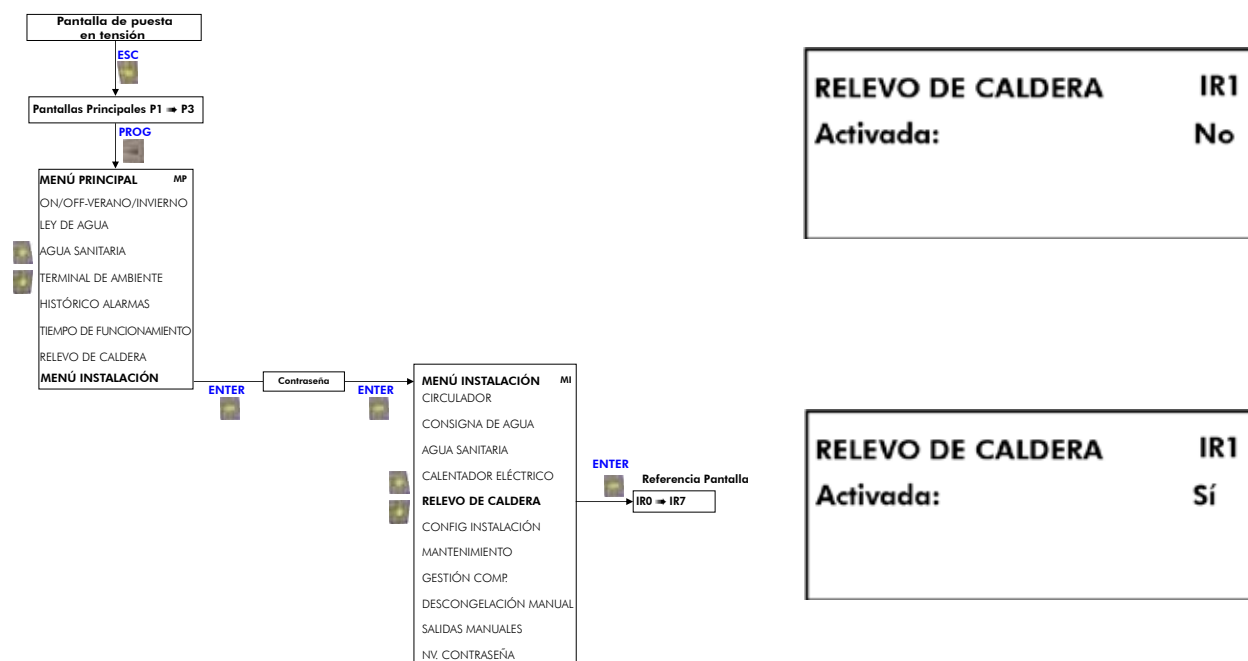 Pantalla de puesta
en tensión
ESC
Pantallas Principales P1 ➠ P3
PROG
MENÚ PRINCIPAL MP
ON/OFF-VERANO/INVIERNO
LEY DE AGUA
AGUA SANITARIA
TERMINAL DE AMBIENTE
HISTÓRICO ALARMAS
TIEMPO DE FUNCIONAMIENTO
RELEVO DE CALDERA
MENÚ INSTALACIÓN
ENTER
Contraseña
ENTER
MENÚ INSTALACIÓN MI
CIRCULADOR
CONSIGNA DE AGUA
AGUA SANITARIA
CALENTADOR ELÉCTRICO
RELEVO DE CALDERA
CONFIG INSTALACIÓN
MANTENIMIENTO
GESTIÓN COMP.
DESCONGELACIÓN MANUAL
SALIDAS MANUALES
NV. CONTRASEÑA
ENTER
Referencia Pantalla
IR0 ➠ IR7
RELEVO DE CALDERA IR1
Activada: No
RELEVO DE CALDERA IR1
Activada: Sí